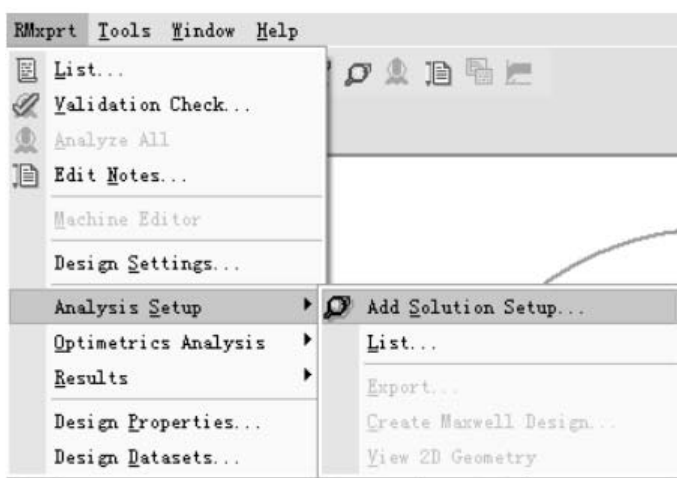 RMxprt Tools Window Help
List...
Validation Check...
Analyze All
Edit Notes...
Machine Editor
Design Settings...
Analysis Setup
Optimetrics Analysis
Results
Design Properties...
Design Datasets...
Add Solution Setup...
List...
Export...
Create Maxwell Design...
View 2D Geometry